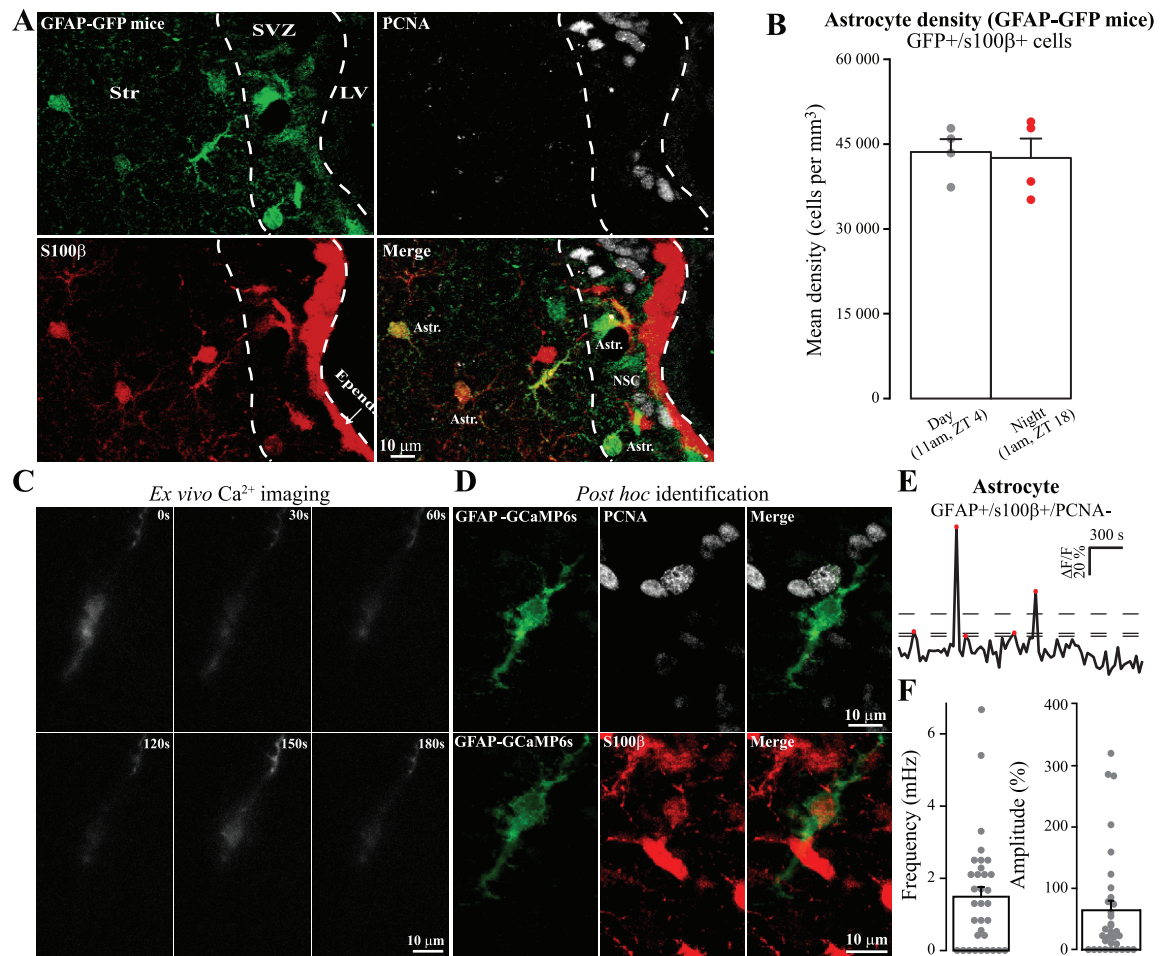 A
GFAP-GFP mice
SVZ
Str
LV
PCNA
S100β
Epend.
Merge
Astr.
Astr.
NSC
Astr.
Astr.
10 μm
B
Astrocyte density (GFAP-GFP mice)
GFP+/s100β+ cells
Mean density (cells per mm³)
60 000
45 000
30 000
15 000
0
Day
(11am, ZT 4)
Night
(1am, ZT 18)
C
Ex vivo Ca²⁺ imaging
0s
30s
60s
120s
150s
180s
10 μm
D
Post hoc identification
GFAP -GCaMP6s
PCNA
Merge
10 μm
GFAP-GCaMP6s
S100β
Merge
10 μm
E
Astrocyte
GFAP+/s100β+/PCNA-
300 s
ΔF/F
20 %
F
Frequency (mHz)
6
4
2
0
Amplitude (%)
400
300
200
100
0